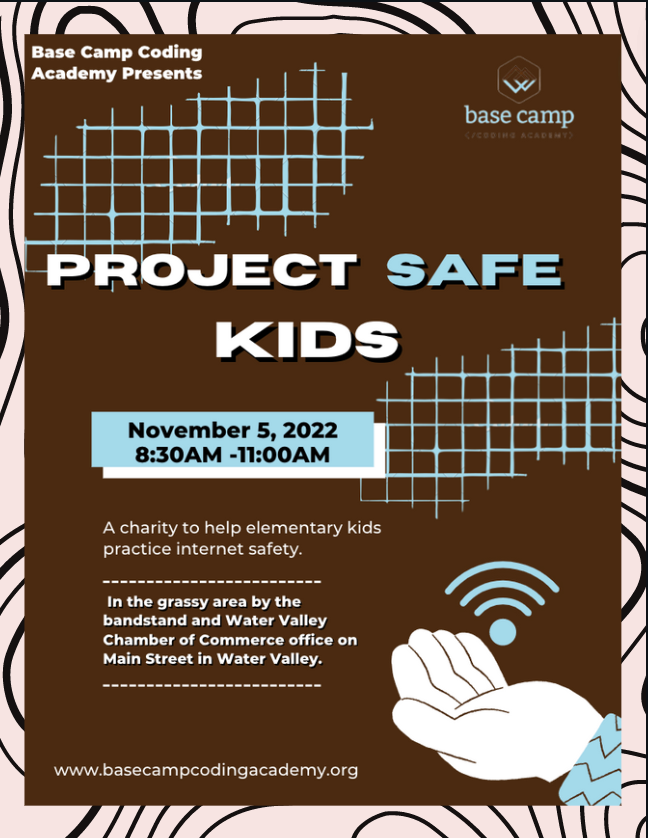 Base Camp Coding
Academy Presents
base camp
(/CODING ACADEMY)
PROJECT SAFE
KIDS
November 5, 2022
8:30AM -11:00AM
A charity to help elementary kids
practice internet safety.
In the grassy area by the
bandstand and Water Valley
Chamber of Commerce office on
Main Street in Water Valley.
www.basecampcodingacademy.org